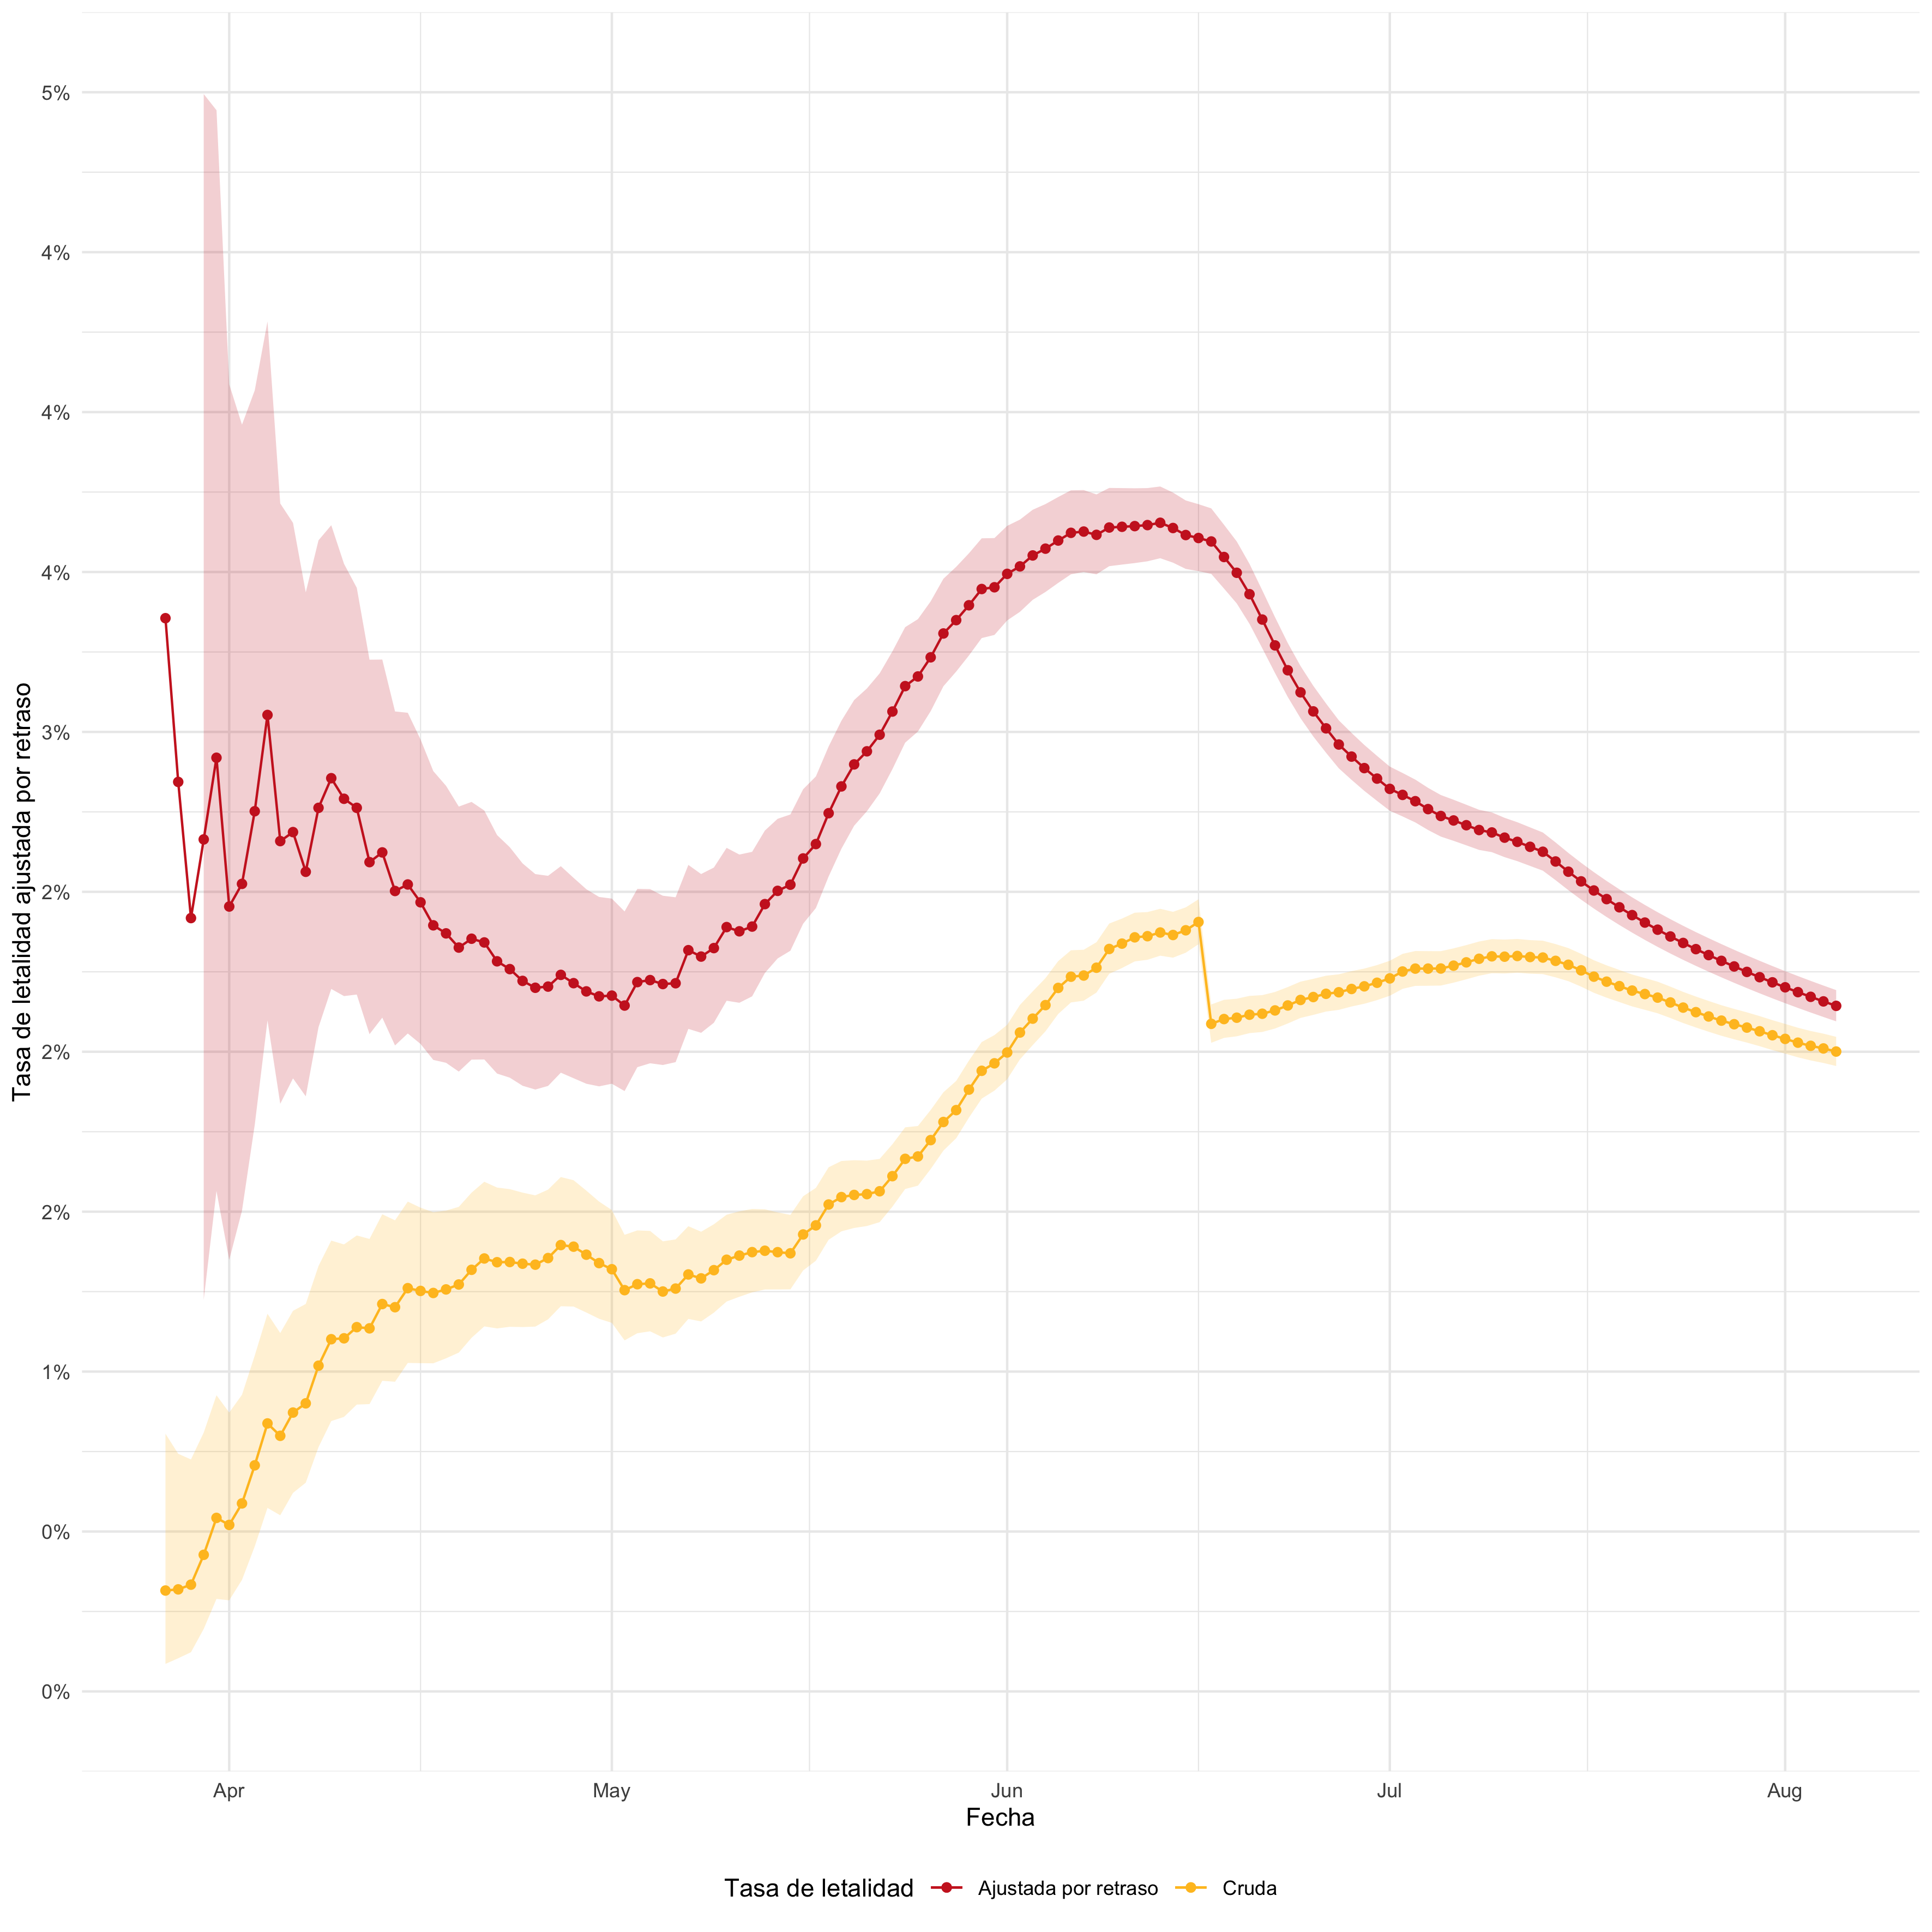 5%
4%
4%
4%
3%
2%
2%
2%
1%
0%
0%
Tasa de letalidad ajustada por retraso
Apr May Jun Jul Aug
Fecha
Tasa de letalidad Ajustada por retraso Cruda